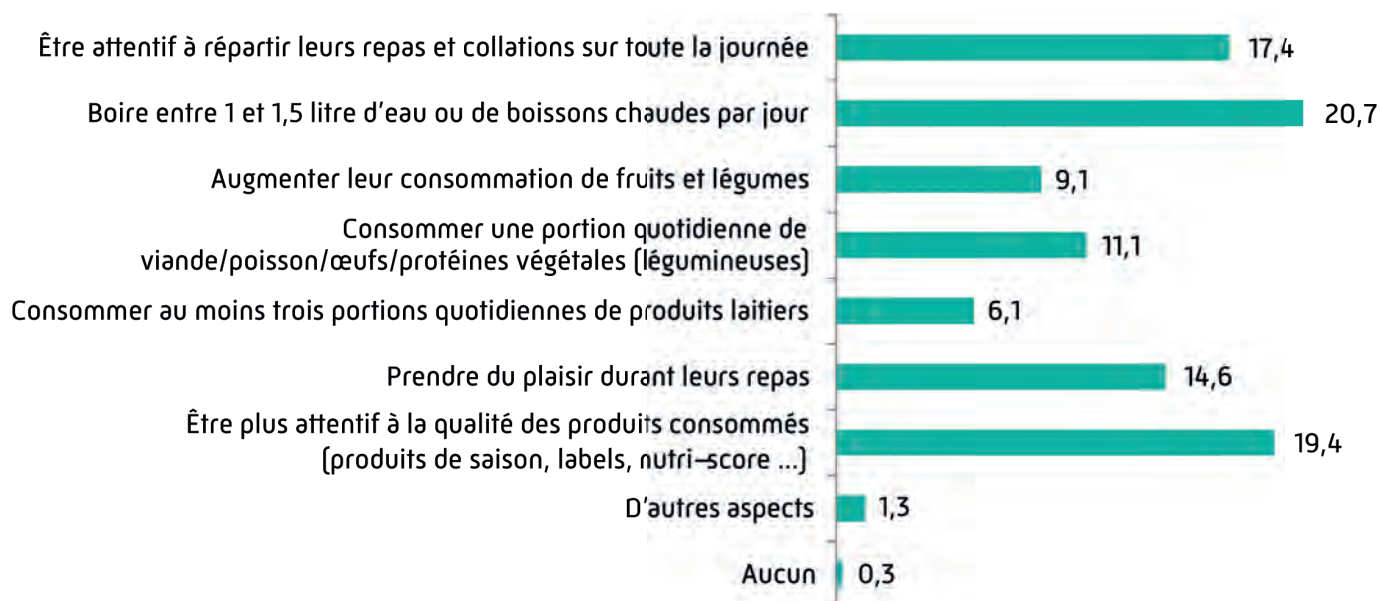 Être attentif à répartir leurs repas et collations sur toute la journée 17,4
Boire entre 1 et 1,5 litre d'eau ou de boissons chaudes par jour 20,7
Augmenter leur consommation de fruits et légumes 9,1
Consommer une portion quotidienne de
viande/poisson/œufs/protéines végétales (légumineuses) 11,1
Consommer au moins trois portions quotidiennes de produits laitiers 6,1
Prendre du plaisir durant leurs repas 14,6
Être plus attentif à la qualité des produits consommés
(produits de saison, labels, nutri–score ...) 19,4
D'autres aspects 1,3
Aucun 0,3